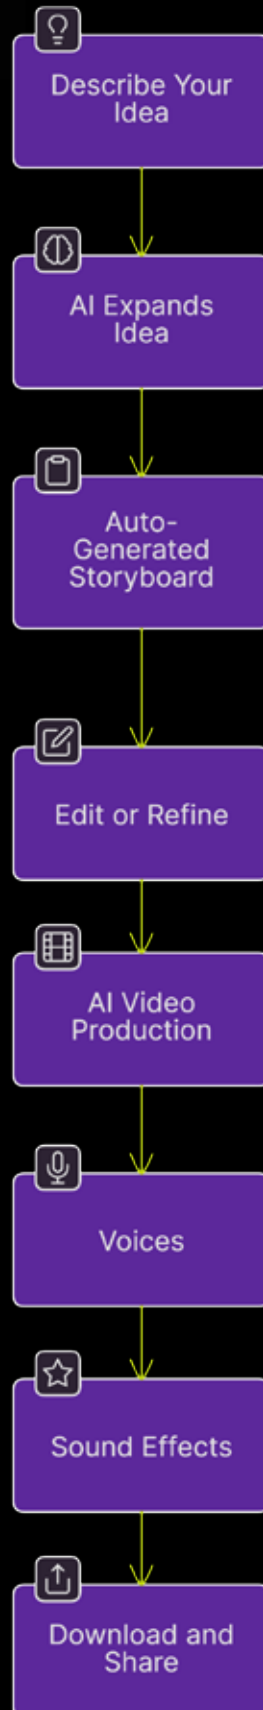 Describe Your
Idea
AI Expands
Idea
Auto-
Generated
Storyboard
Edit or Refine
AI Video
Production
Voices
Sound Effects
Download and
Share